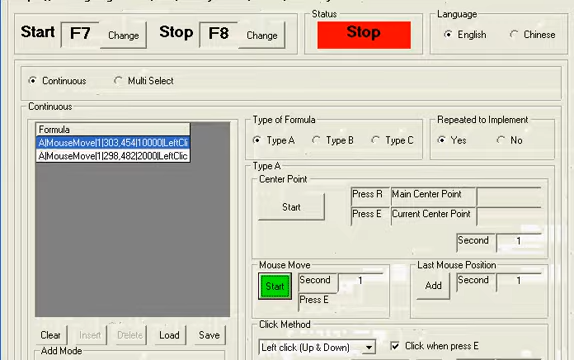 Status
Language
Start F7 Change Stop F8 Change Stop English Chinese
Continuous Multi Select
Continuous
Type of Formula Repeated to Implement
Formula
A|MouseMove|1|303,454|10000|LeftCli
A|MouseMove|1|298,482|2000|LeftClic
Type A Type B Type C Yes No
Type A
Center Point
Start
Press R Main Center Point
Press E Current Center Point
Second 1
Mouse Move Last Mouse Position
Start Second 1 Add Second 1
Press E
Click Method
Clear Insert Delete Load Save
Left click (Up & Down) Click when press E
Add Mode